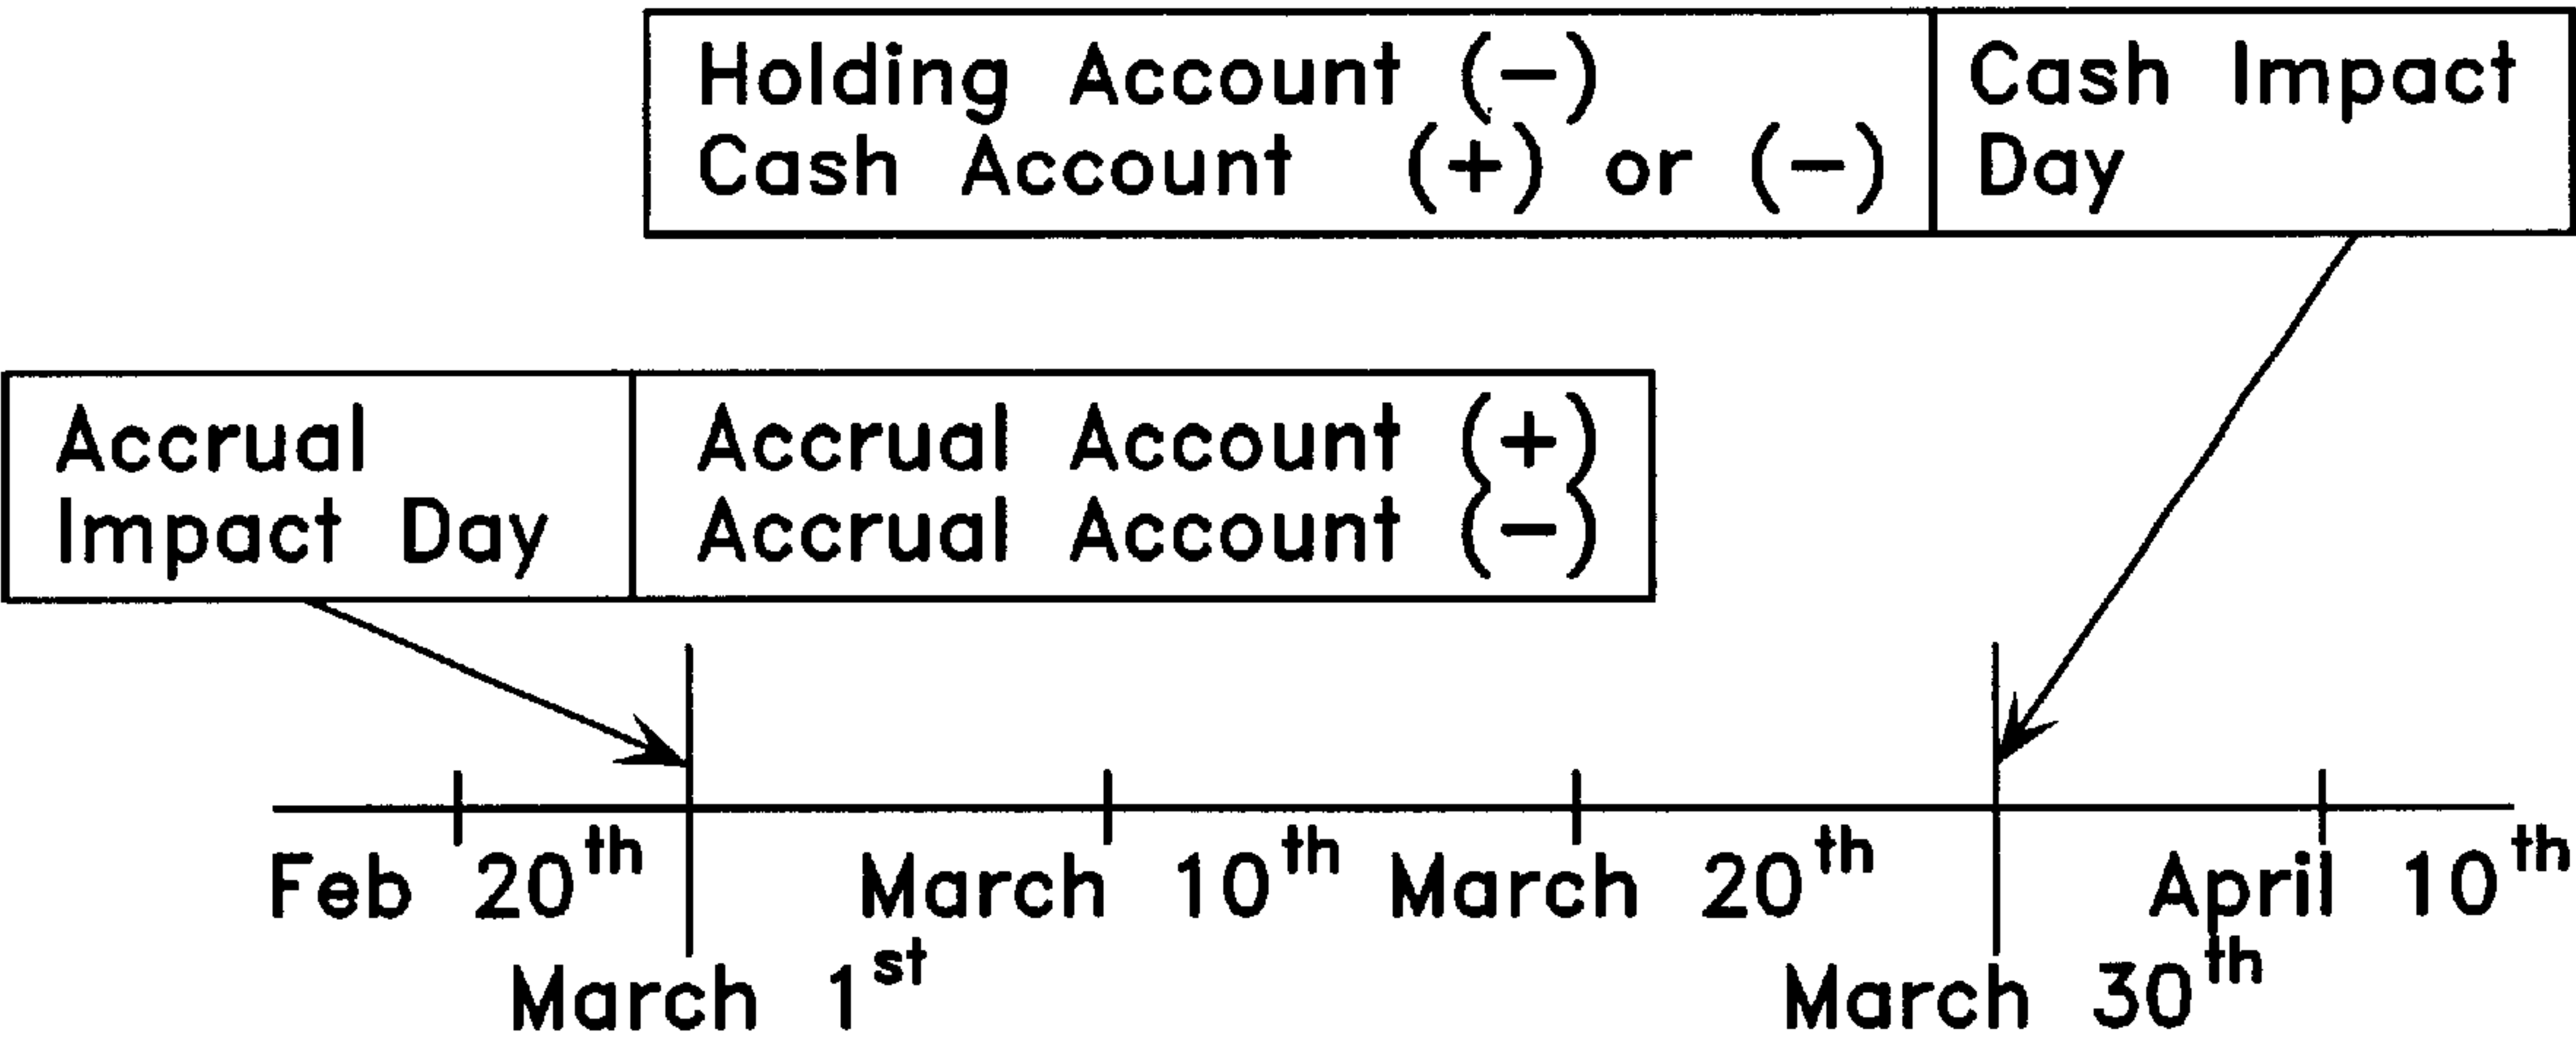 Holding Account (−)
Cash Account (+) or (−)
Cash Impact
Day
Accrual
Impact Day
Accrual Account (+)
Accrual Account (−)
Feb 20th
March 10th
March 20th
April 10th
March 1st
March 30th